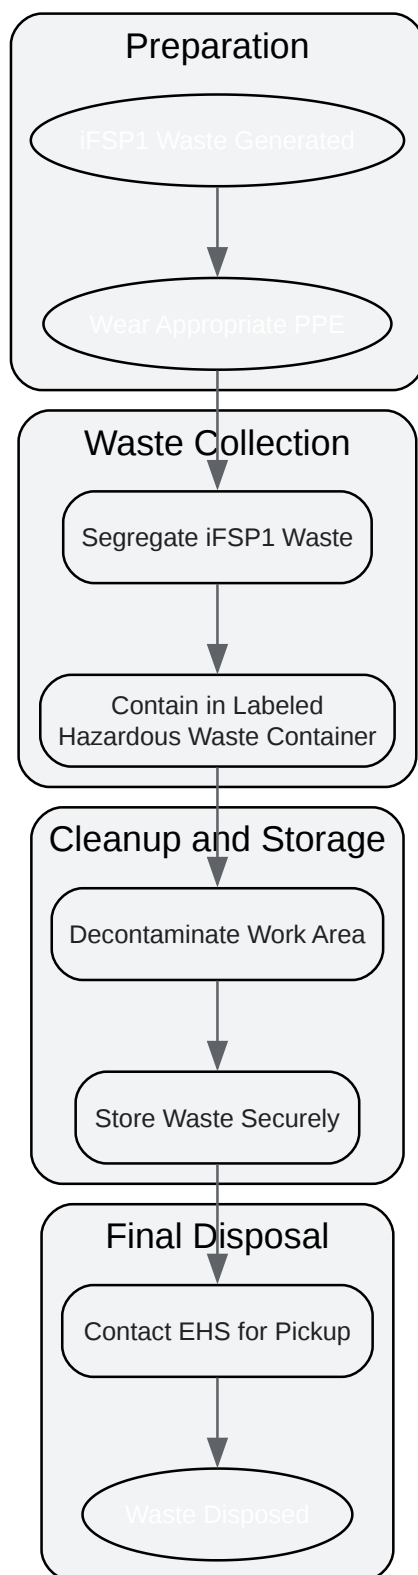 Preparation
iFSP1 Waste Generated
Wear Appropriate PPE
Waste Collection
Segregate iFSP1 Waste
Contain in Labeled
Hazardous Waste Container
Cleanup and Storage
Decontaminate Work Area
Store Waste Securely
Final Disposal
Contact EHS for Pickup
Waste Disposed